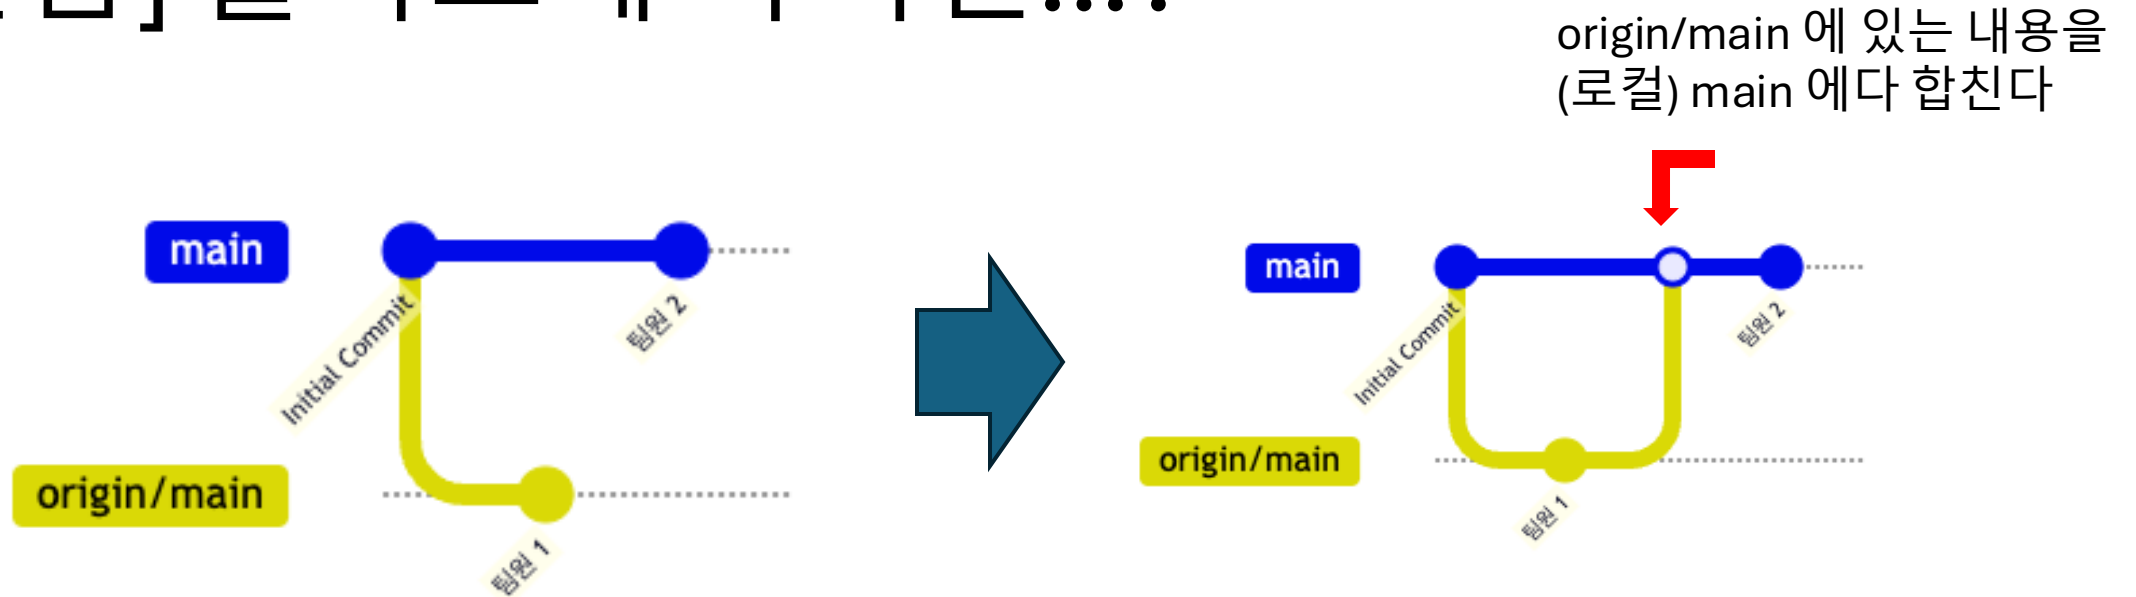 origin/main 에 있는 내용을
(로컬) main 에다 합친다
main
Initial Commit
팀원 2
origin/main
팀원 1
main
Initial Commit
팀원 2
origin/main
팀원 1